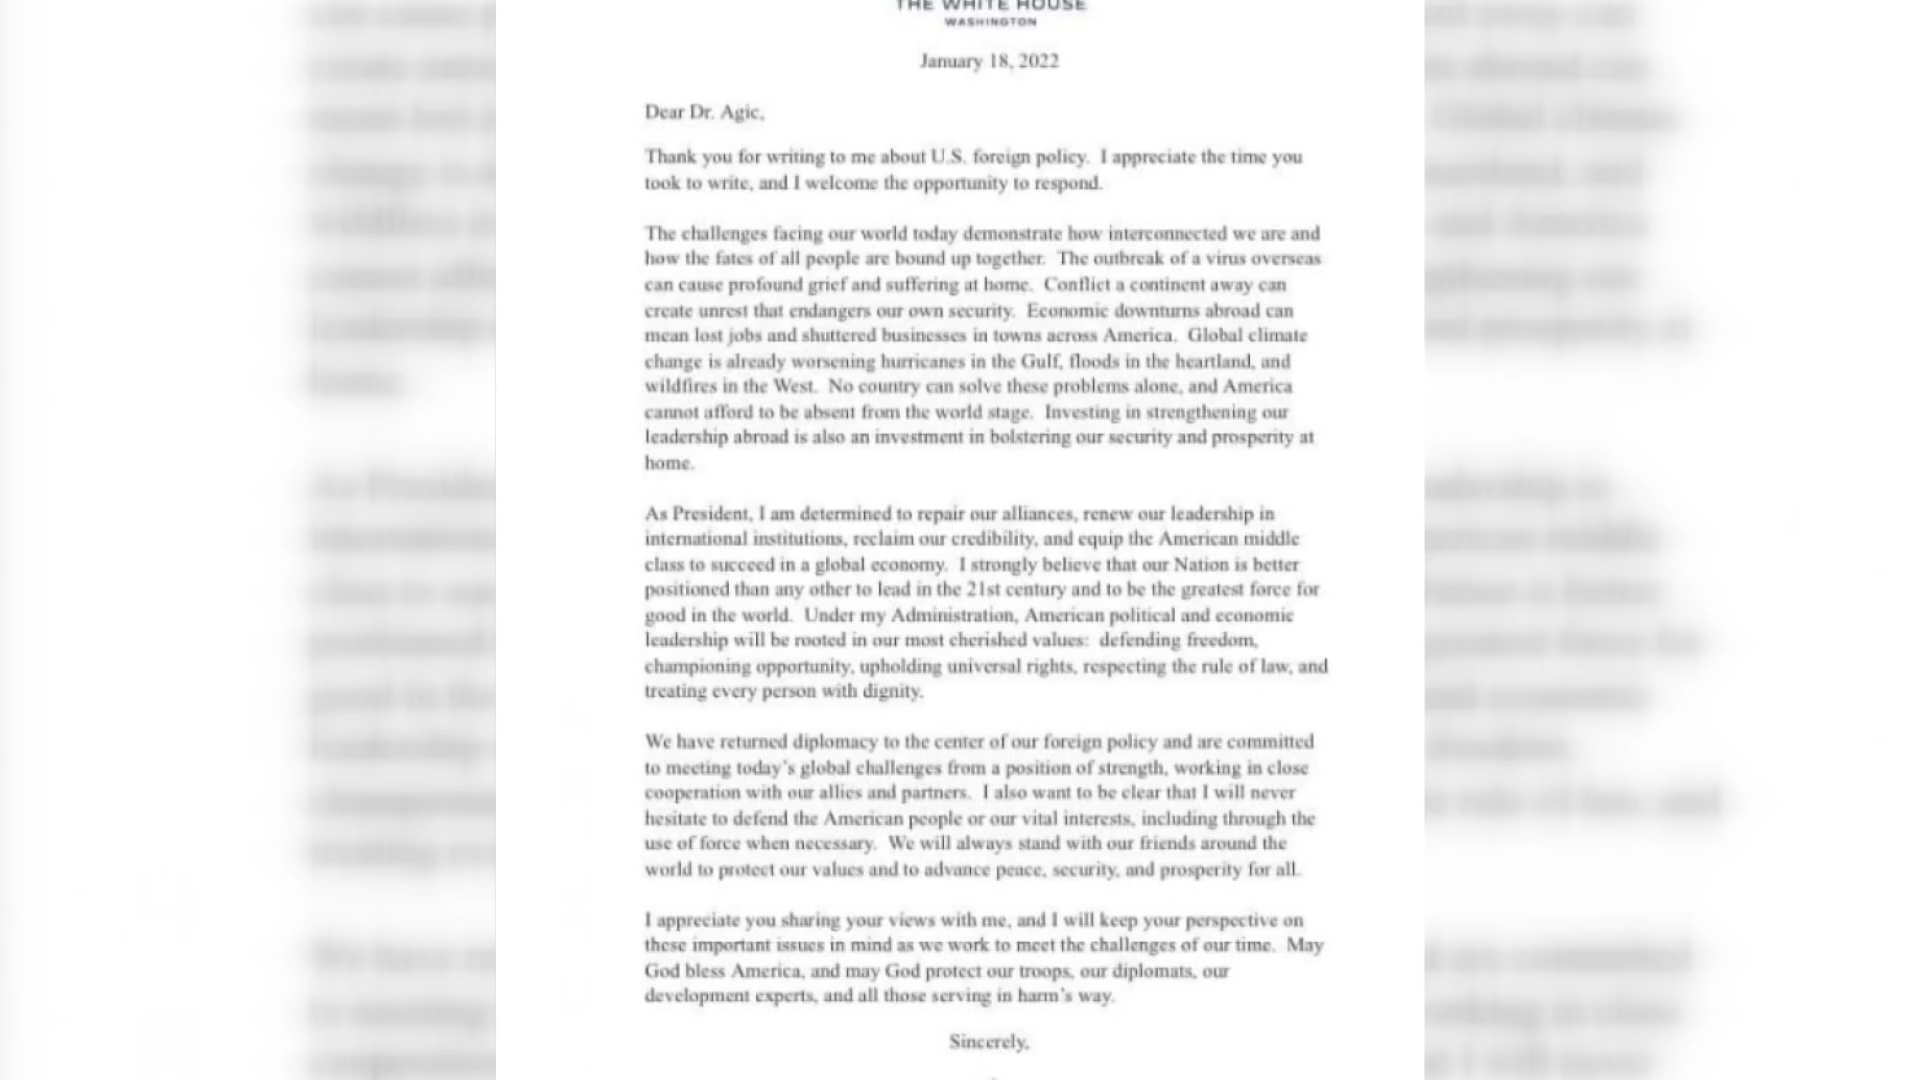 THE WHITE HOUSE
WASHINGTON
January 18, 2022
Dear Dr. Agic,
Thank you for writing to me about U.S. foreign policy. I appreciate the time you
took to write, and I welcome the opportunity to respond.
The challenges facing our world today demonstrate how interconnected we are and
how the fates of all people are bound up together. The outbreak of a virus overseas
can cause profound grief and suffering at home. Conflict a continent away can
create unrest that endangers our own security. Economic downturns abroad can
mean lost jobs and shuttered businesses in towns across America. Global climate
change is already worsening hurricanes in the Gulf, floods in the heartland, and
wildfires in the West. No country can solve these problems alone, and America
cannot afford to be absent from the world stage. Investing in strengthening our
leadership abroad is also an investment in bolstering our security and prosperity at
home.
As President, I am determined to repair our alliances, renew our leadership in
international institutions, reclaim our credibility, and equip the American middle
class to succeed in a global economy. I strongly believe that our Nation is better
positioned than any other to lead in the 21st century and to be the greatest force for
good in the world. Under my Administration, American political and economic
leadership will be rooted in our most cherished values: defending freedom,
championing opportunity, upholding universal rights, respecting the rule of law, and
treating every person with dignity.
We have returned diplomacy to the center of our foreign policy and are committed
to meeting today's global challenges from a position of strength, working in close
cooperation with our allies and partners. I also want to be clear that I will never
hesitate to defend the American people or our vital interests, including through the
use of force when necessary. We will always stand with our friends around the
world to protect our values and to advance peace, security, and prosperity for all.
I appreciate you sharing your views with me, and I will keep your perspective on
these important issues in mind as we work to meet the challenges of our time. May
God bless America, and may God protect our troops, our diplomats, our
development experts, and all those serving in harm's way.
Sincerely,